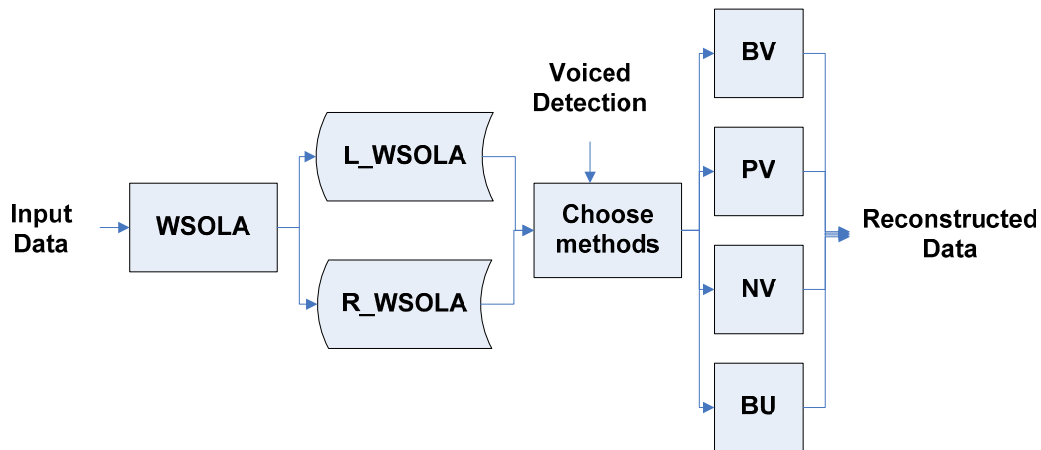 Input
Data
WSOLA
L_WSOLA
R_WSOLA
Voiced
Detection
Choose
methods
BV
PV
NV
BU
Reconstructed
Data